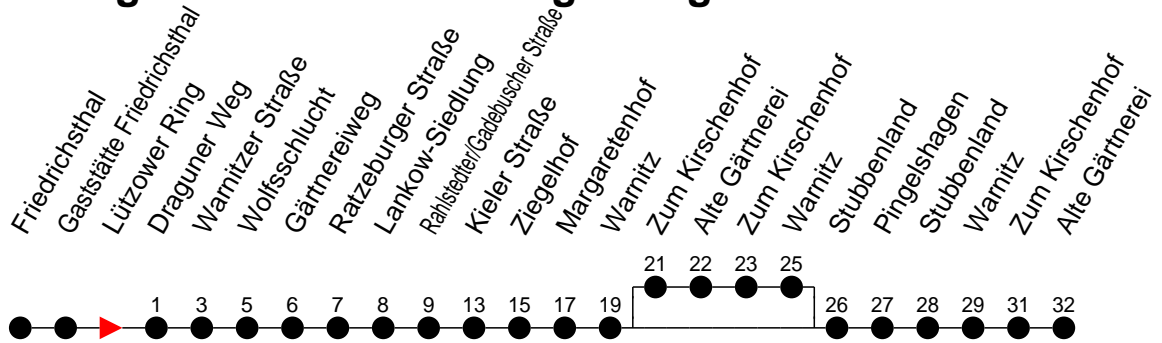 Friedrichsthal
Gaststätte Friedrichsthal
Lützower Ring
Draguner Weg
Warnitzer Straße
Wolfsschlucht
Gärtnereiweg
Ratzeburger Straße
Lankow-Siedlung
Rahlstedter/Gadebuscher Straße
Kieler Straße
Ziegelhof
Margaretenhof
Warnitz
Zum Kirschenhof
Alte Gärtnerei
Zum Kirschenhof
Warnitz
Stubbenland
Pingelshagen
Stubbenland
Warnitz
Zum Kirschenhof
Alte Gärtnerei
21 22 23 25
1 3 5 6 7 8 9 13 15 17 19 26 27 28 29 31 32